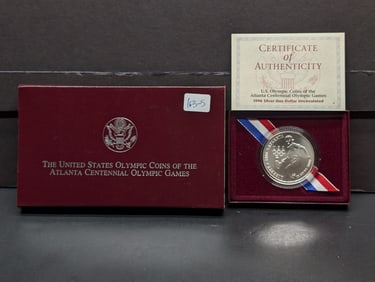 165-5
THE UNITED STATES OLYMPIC COINS OF THE
ATLANTA CENTENNIAL OLYMPIC GAMES
CERTIFICATE
of
AUTHENTICITY
U.S. Olympic Coins of the
Atlanta Centennial Olympic Games
1996 Silver One Dollar Uncirculated